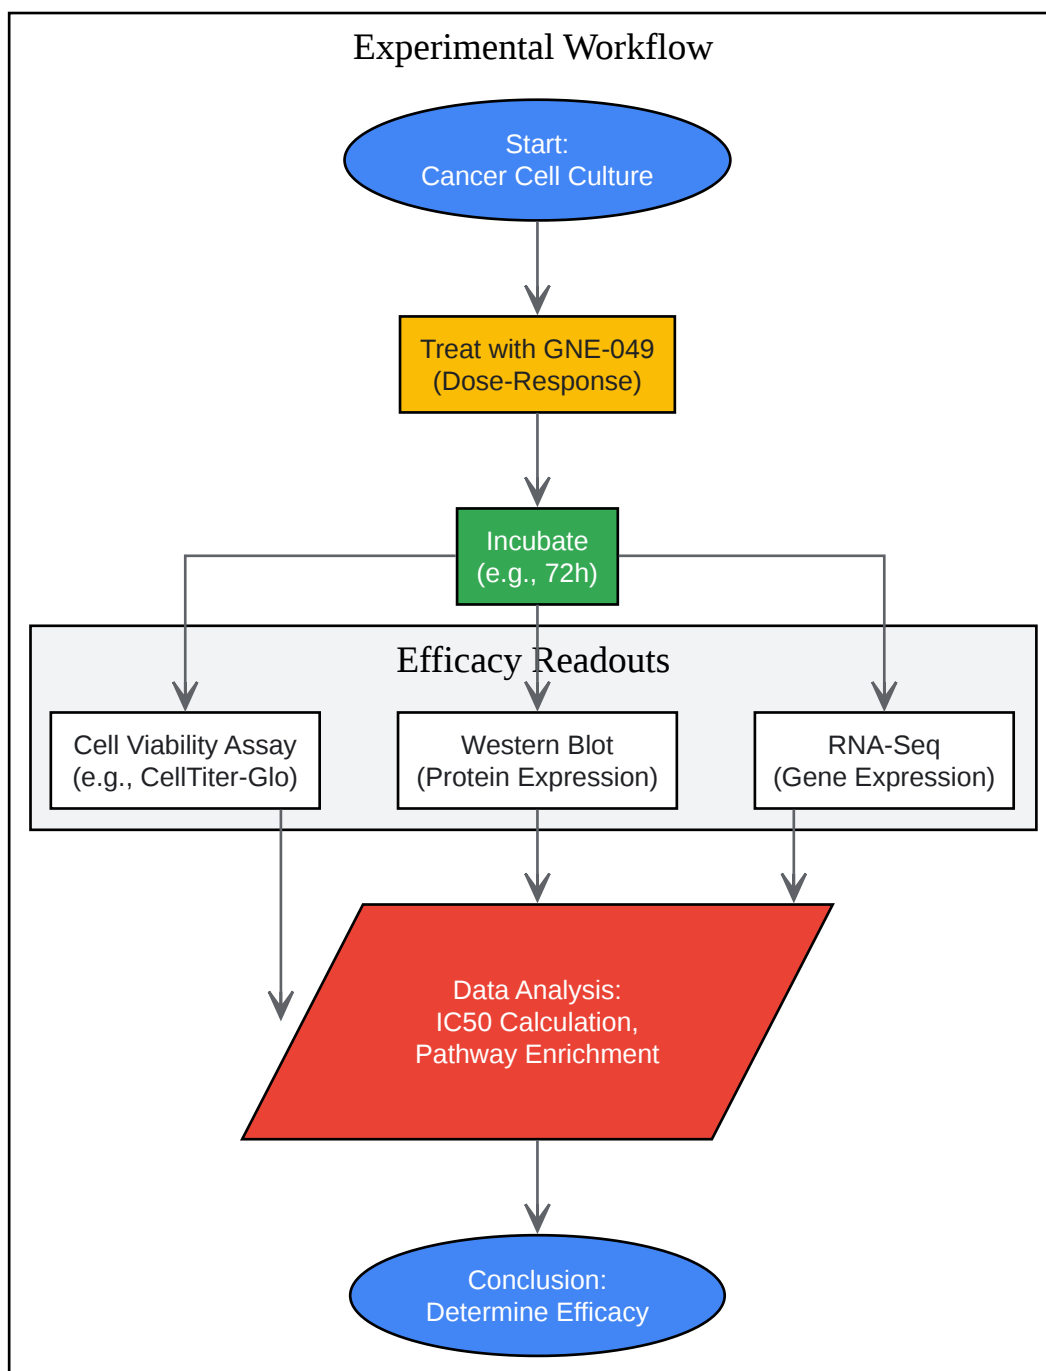 Experimental Workflow
Start:
Cancer Cell Culture
Treat with GNE-049
(Dose-Response)
Incubate
(e.g., 72h)
Efficacy Readouts
Cell Viability Assay
(e.g., CellTiter-Glo)
Western Blot
(Protein Expression)
RNA-Seq
(Gene Expression)
Data Analysis:
IC50 Calculation,
Pathway Enrichment
Conclusion:
Determine Efficacy